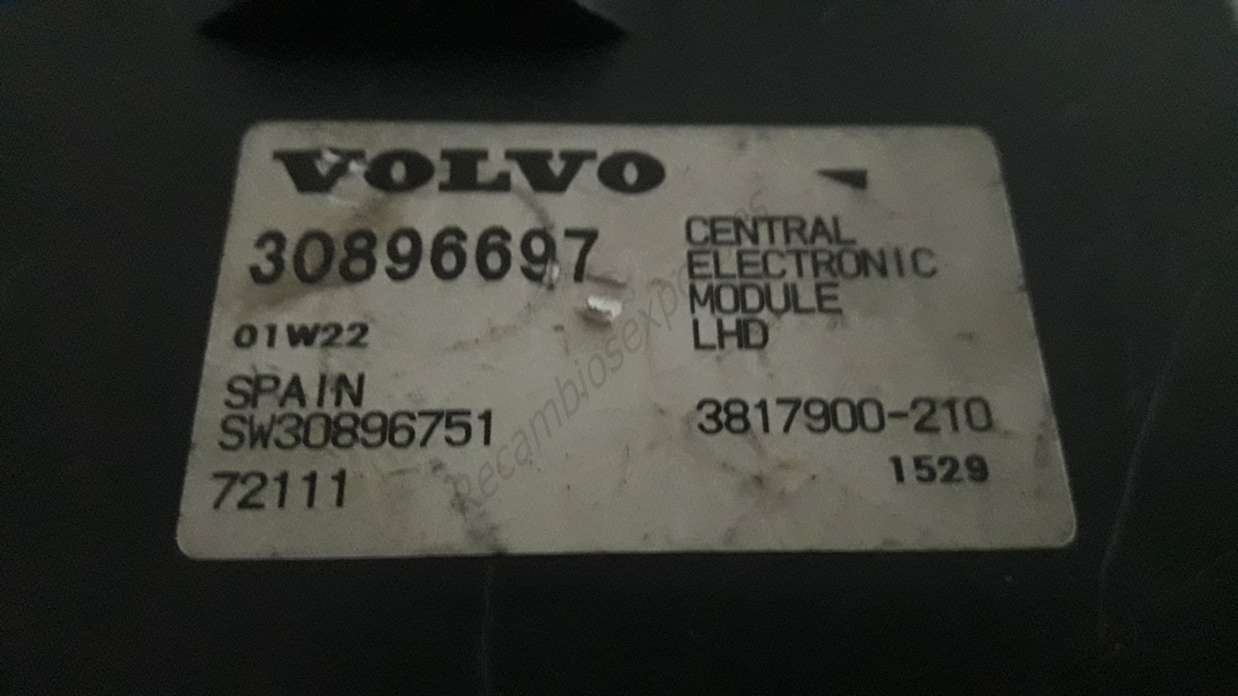 VOLVO
30896697
01W22
SPAIN
SW30896751
72111
CENTRAL
ELECTRONIC
MODULE
LHD
3817900-210
1529